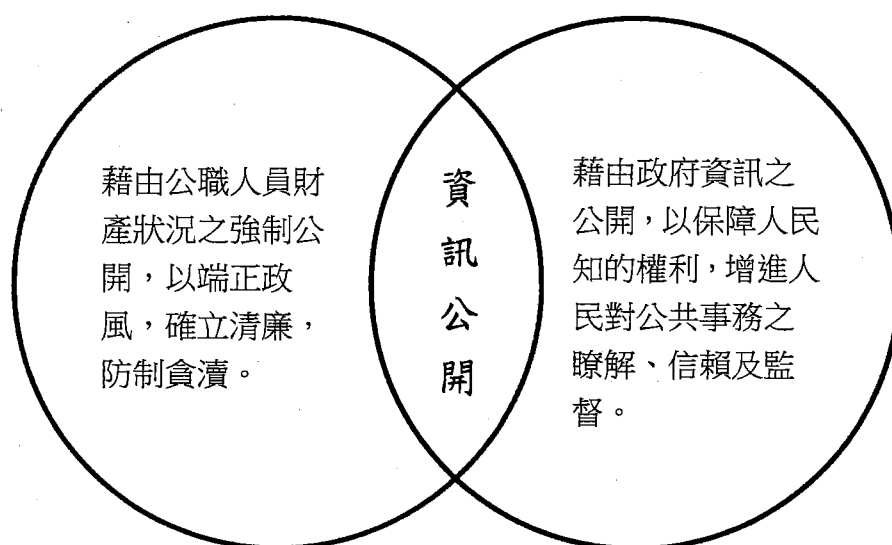 藉由公職人員財
產狀況之強制公
開，以端正政
風，確立清廉，
防制貪瀆。
資
訊
公
開
藉由政府資訊之
公開，以保障人民
知的權利，增進人
民對公共事務之
瞭解、信賴及監
督。